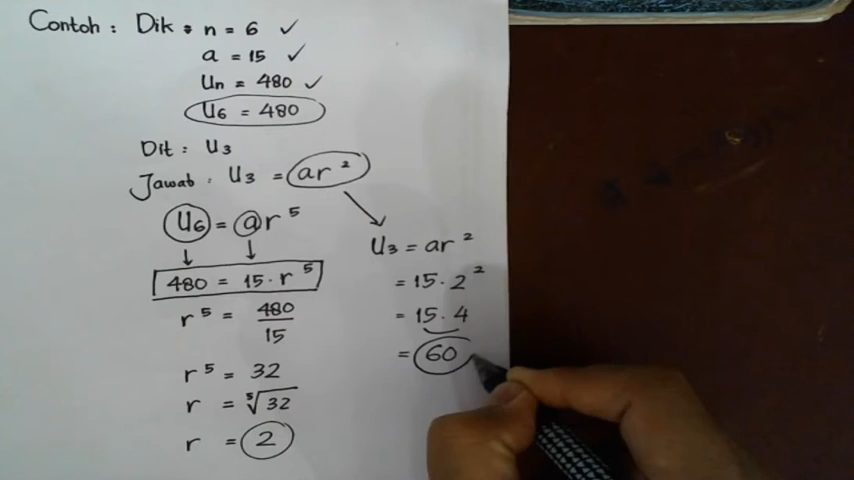 Contoh : Dik : n = 6 ✓
a = 15 ✓
Un = 480 ✓
U6 = 480
Dit : U3
Jawab : U3 = ar²
U6 = ar⁵
480 = 15 · r⁵
r⁵ = 480/15
r⁵ = 32
r = ⁵√32
r = 2
U3 = ar²
= 15 · 2²
= 15 · 4
= 60